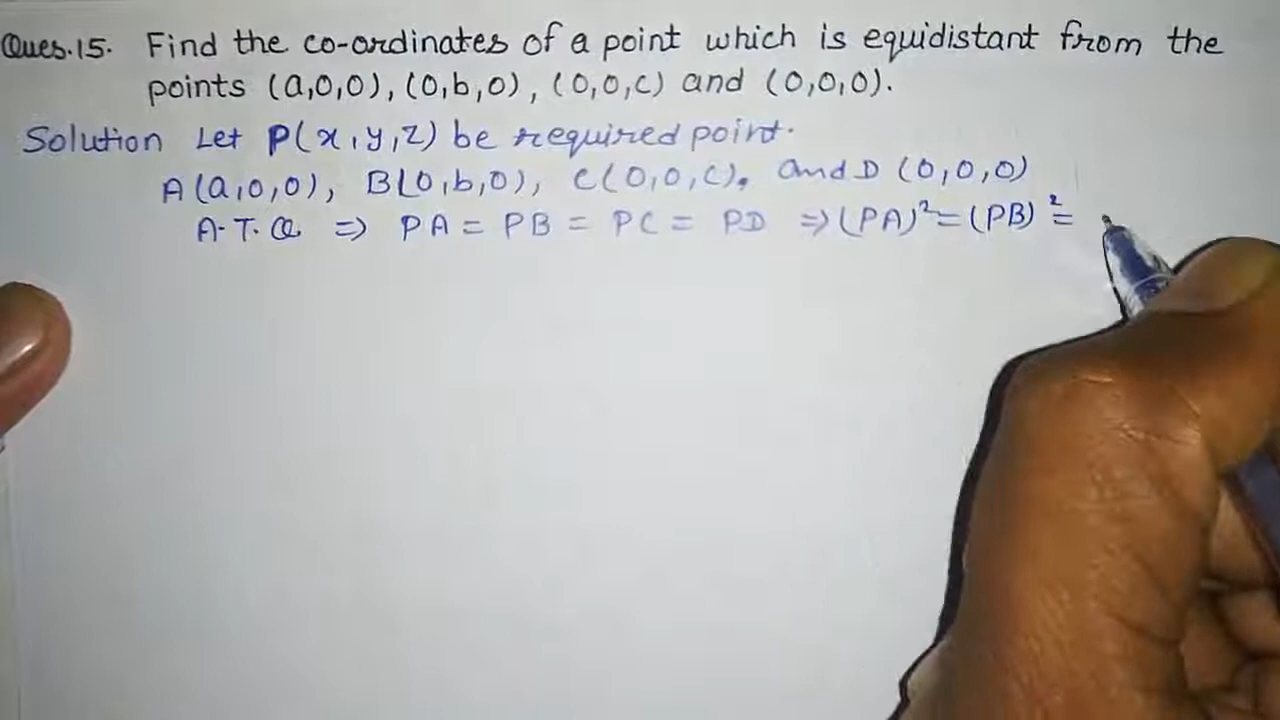 Ques.15. Find the co-ordinates of a point which is equidistant from the
points (a,0,0), (0,b,0), (0,0,c) and (0,0,0).
Solution Let P(x,y,z) be required point.
A(a,0,0), B(0,b,0), C(0,0,c), and D (0,0,0)
A.T.Q ⇒ PA = PB = PC = PD ⇒ (PA)² = (PB)² =